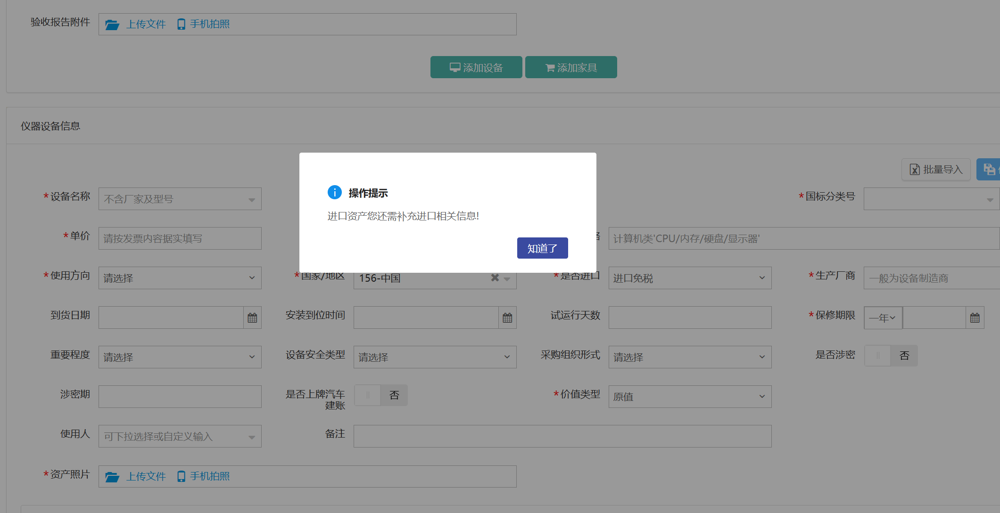 验收报告附件 上传文件 手机拍照
添加设备 添加家具
仪器设备信息
批量导入
*设备名称 不含厂家及型号 *国标分类号
操作提示
进口资产您还需补充进口相关信息!
知道了
*单价 请按发票内容据实填写 计算机类'CPU/内存/硬盘/显示器'
*使用方向 请选择 *国家/地区 156-中国 *是否进口 进口免税 *生产厂商 一般为设备制造商
到货日期 安装到位时间 试运行天数 *保修期限 一年
重要程度 请选择 设备安全类型 请选择 采购组织形式 请选择 是否涉密 否
涉密期 是否上牌汽车 否 *价值类型 原值
建账
使用人 可下拉选择或自定义输入 备注
*资产照片 上传文件 手机拍照